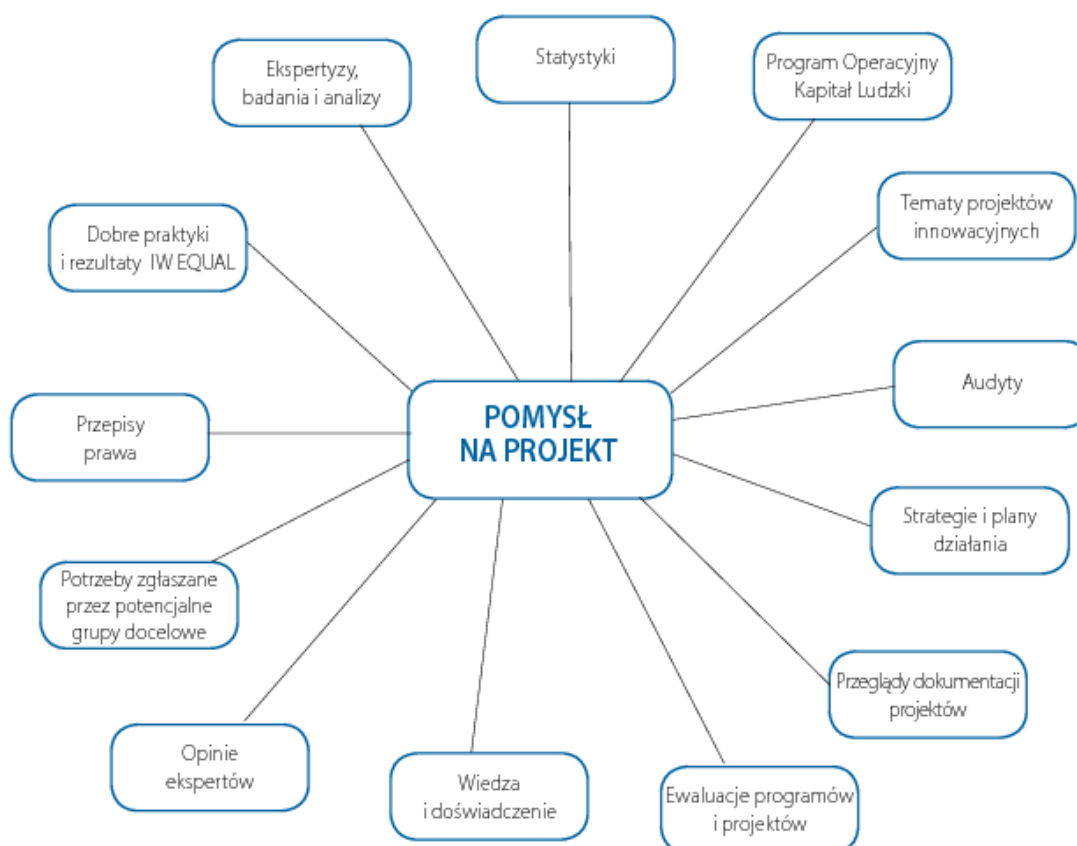 Statystyki
Ekspertyzy,
badania i analizy
Program Operacyjny
Kapitał Ludzki
Tematy projektów
innowacyjnych
Dobre praktyki
i rezultaty IW EQUAL
Audyty
POMYSŁ
NA PROJEKT
Przepisy
prawa
Strategie i plany
działania
Potrzeby zgłaszane
przez potencjalne
grupy docelowe
Przeglądy dokumentacji
projektów
Opinie
ekspertów
Wiedza
i doświadczenie
Ewaluacje programów
i projektów